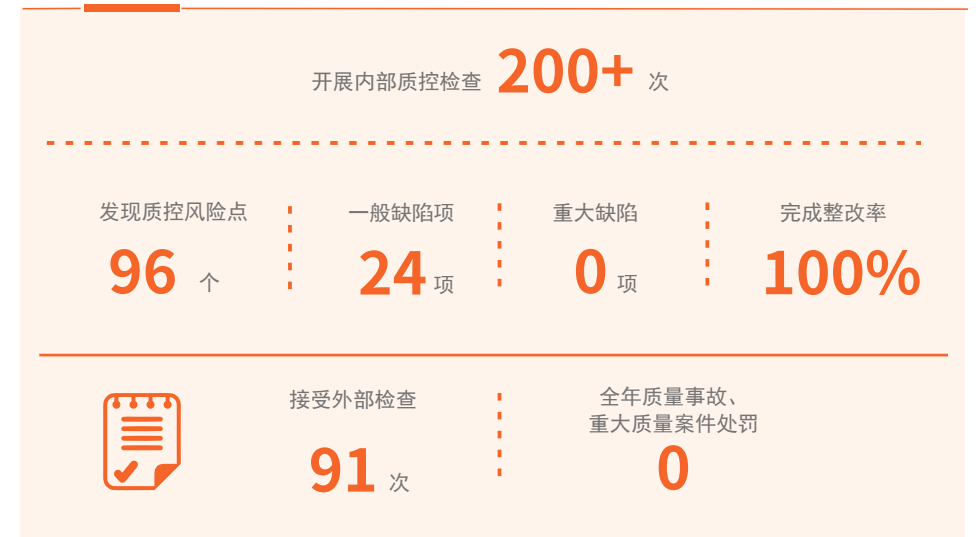 开展内部质控检查 200+ 次
发现质控风险点
96 个
一般缺陷项
24 项
重大缺陷
0 项
完成整改率
100%
接受外部检查
91 次
全年质量事故、
重大质量案件处罚
0